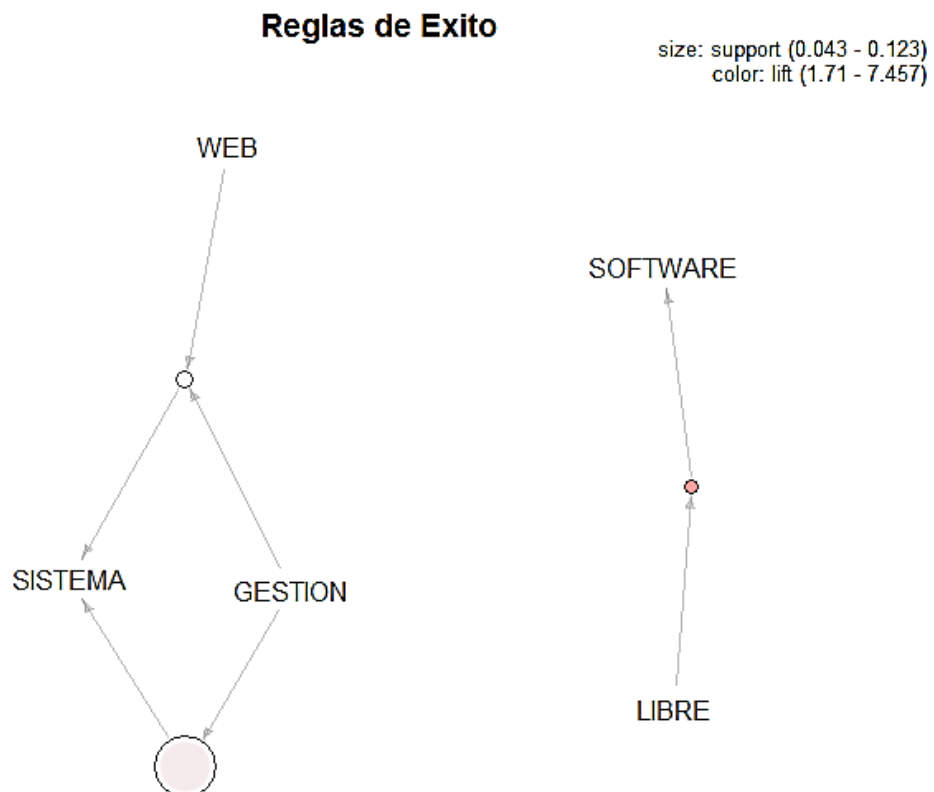 Reglas de Exito
size: support (0.043 - 0.123)
color: lift (1.71 - 7.457)
WEB
SOFTWARE
SISTEMA
GESTION
LIBRE